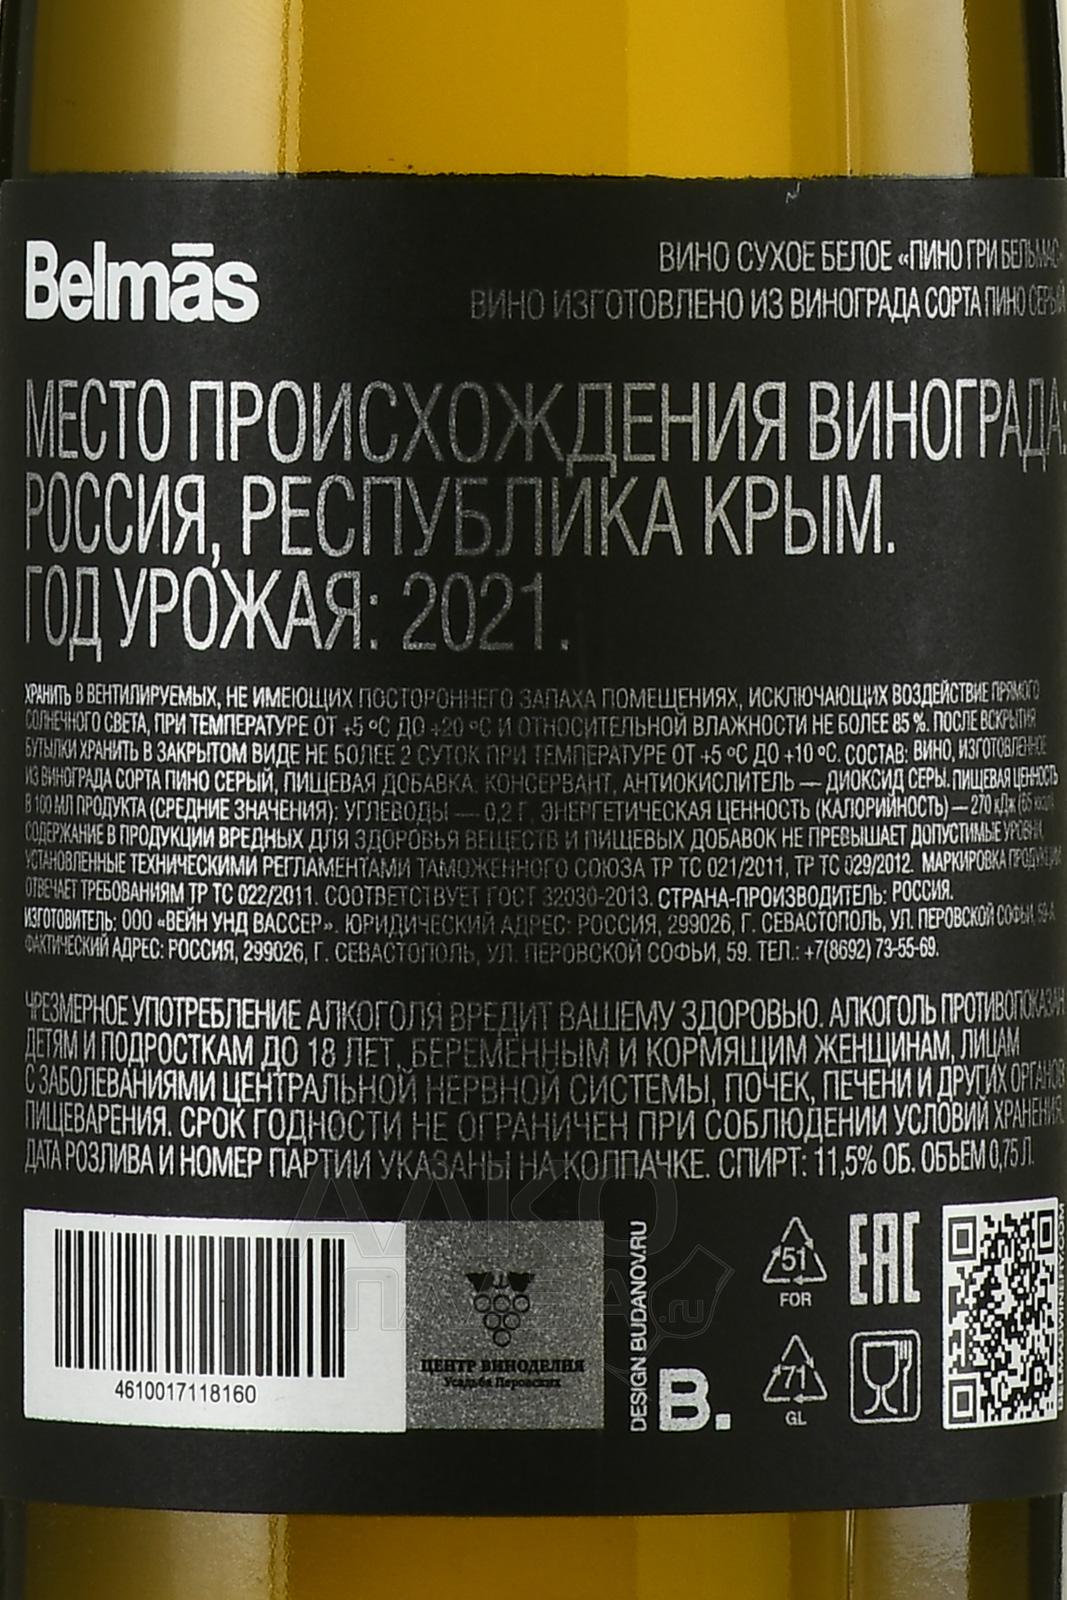 Belmās
ВИНО СУХОЕ БЕЛОЕ «ПИНО ГРИ БЕЛЬМАС»
ВИНО ИЗГОТОВЛЕНО ИЗ ВИНОГРАДА СОРТА ПИНО СЕРЫЙ
МЕСТО ПРОИСХОЖДЕНИЯ ВИНОГРАДА:
РОССИЯ, РЕСПУБЛИКА КРЫМ.
ГОД УРОЖАЯ: 2021.
ХРАНИТЬ В ВЕНТИЛИРУЕМЫХ, НЕ ИМЕЮЩИХ ПОСТОРОННЕГО ЗАПАХА ПОМЕЩЕНИЯХ, ИСКЛЮЧАЮЩИХ ВОЗДЕЙСТВИЕ ПРЯМОГО
СОЛНЕЧНОГО СВЕТА, ПРИ ТЕМПЕРАТУРЕ ОТ +5 °С ДО +20 °С И ОТНОСИТЕЛЬНОЙ ВЛАЖНОСТИ НЕ БОЛЕЕ 85 %. ПОСЛЕ ВСКРЫТИЯ
БУТЫЛКИ ХРАНИТЬ В ЗАКРЫТОМ ВИДЕ НЕ БОЛЕЕ 2 СУТОК ПРИ ТЕМПЕРАТУРЕ ОТ +5 °С ДО +10 °С. СОСТАВ: ВИНО, ИЗГОТОВЛЕННОЕ
ИЗ ВИНОГРАДА СОРТА ПИНО СЕРЫЙ, ПИЩЕВАЯ ДОБАВКА: КОНСЕРВАНТ, АНТИОКИСЛИТЕЛЬ — ДИОКСИД СЕРЫ. ПИЩЕВАЯ ЦЕННОСТЬ
В 100 МЛ ПРОДУКТА (СРЕДНИЕ ЗНАЧЕНИЯ): УГЛЕВОДЫ — 0,2 Г, ЭНЕРГЕТИЧЕСКАЯ ЦЕННОСТЬ (КАЛОРИЙНОСТЬ) — 270 кДж (65
СОДЕРЖАНИЕ В ПРОДУКЦИИ ВРЕДНЫХ ДЛЯ ЗДОРОВЬЯ ВЕЩЕСТВ И ПИЩЕВЫХ ДОБАВОК НЕ ПРЕВЫШАЕТ ДОПУСТИМЫЕ УРОВНИ,
УСТАНОВЛЕННЫЕ ТЕХНИЧЕСКИМИ РЕГЛАМЕНТАМИ ТАМОЖЕННОГО СОЮЗА ТР ТС 021/2011, ТР ТС 029/2012. МАРКИРОВКА ПРОДУКЦИИ
ОТВЕЧАЕТ ТРЕБОВАНИЯМ ТР ТС 022/2011. СООТВЕТСТВУЕТ ГОСТ 32030-2013. СТРАНА-ПРОИЗВОДИТЕЛЬ: РОССИЯ.
ИЗГОТОВИТЕЛЬ: ООО «ВЕЙН УНД ВАССЕР». ЮРИДИЧЕСКИЙ АДРЕС: РОССИЯ, 299026, Г. СЕВАСТОПОЛЬ, УЛ. ПЕРОВСКОЙ СОФЬИ, 59-А.
ФАКТИЧЕСКИЙ АДРЕС: РОССИЯ, 299026, Г. СЕВАСТОПОЛЬ, УЛ. ПЕРОВСКОЙ СОФЬИ, 59. ТЕЛ.: +7(8692) 73-55-69.
ЧРЕЗМЕРНОЕ УПОТРЕБЛЕНИЕ АЛКОГОЛЯ ВРЕДИТ ВАШЕМУ ЗДОРОВЬЮ. АЛКОГОЛЬ ПРОТИВОПОКАЗАН
ДЕТЯМ И ПОДРОСТКАМ ДО 18 ЛЕТ, БЕРЕМЕННЫМ И КОРМЯЩИМ ЖЕНЩИНАМ, ЛИЦАМ
С ЗАБОЛЕВАНИЯМИ ЦЕНТРАЛЬНОЙ НЕРВНОЙ СИСТЕМЫ, ПОЧЕК, ПЕЧЕНИ И ДРУГИХ ОРГАНОВ
ПИЩЕВАРЕНИЯ. СРОК ГОДНОСТИ НЕ ОГРАНИЧЕН ПРИ СОБЛЮДЕНИИ УСЛОВИЙ ХРАНЕНИЯ.
ДАТА РОЗЛИВА И НОМЕР ПАРТИИ УКАЗАНЫ НА КОЛПАЧКЕ. СПИРТ: 11,5% ОБ. ОБЪЕМ 0,75 Л.
4610017118160
ЦЕНТР ВИНОДЕЛИЯ
Усадьба Перовских
DESIGN BUDANOV.RU
B.
51
FOR
71
GL
EAC
BELMASWINERY.COM
АЛКО
ПЛАЗА.ru